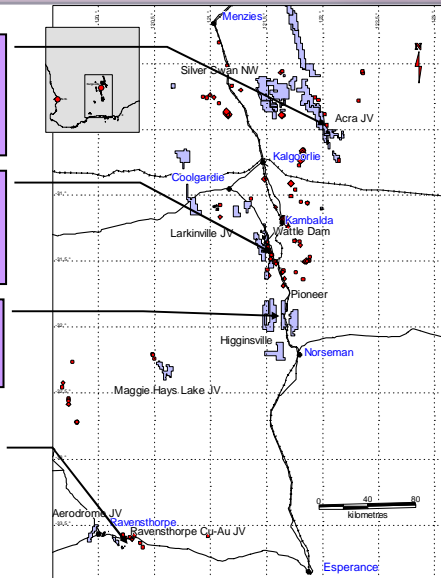 Menzies
N
Silver Swan NW
Acra JV
Kalgoorlie
Coolgardie
Kambalda
Larkinville JV
Wattle Dam
Pioneer
Higginsville
Norseman
Maggie Hays Lake JV
0 40 80
kilometres
Aerodrome JV
Ravensthorpe
Ravensthorpe Cu-Au JV
Esperance